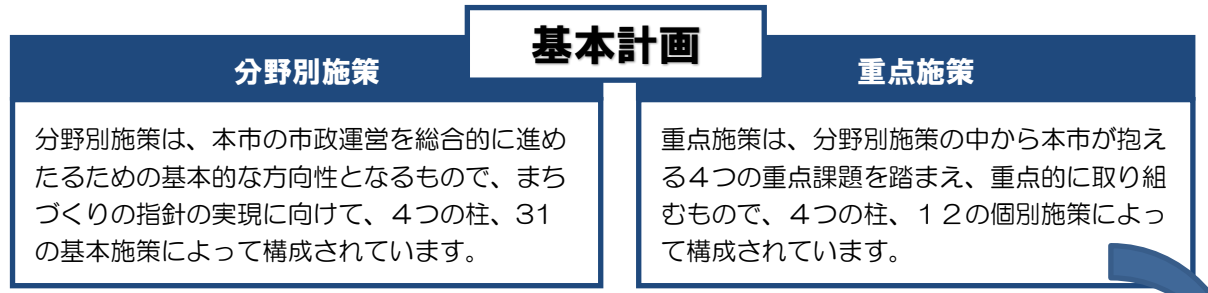 基本計画
分野別施策
分野別施策は、本市の市政運営を総合的に進め
たるための基本的な方向性となるもので、まち
づくりの指針の実現に向けて、４つの柱、31
の基本施策によって構成されています。
重点施策
重点施策は、分野別施策の中から本市が抱え
る４つの重点課題を踏まえ、重点的に取り組
むもので、４つの柱、１２の個別施策によっ
て構成されています。